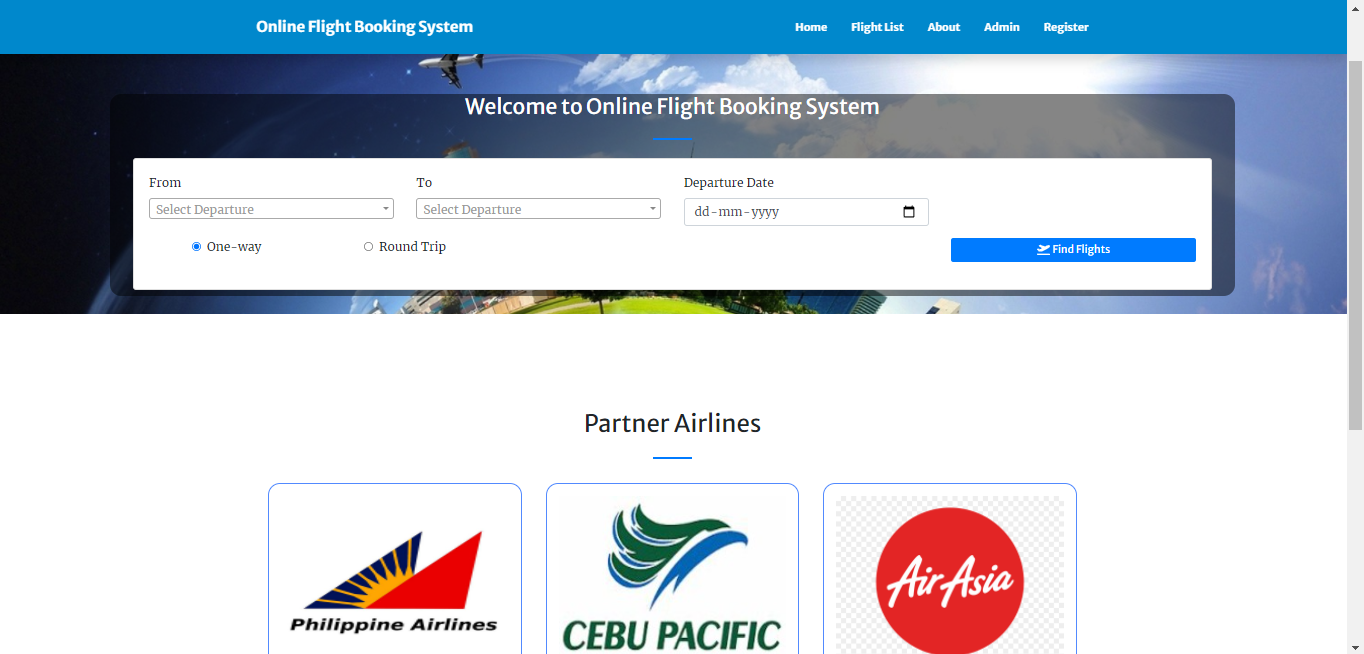 Online Flight Booking System
Home Flight List About Admin Register
Welcome to Online Flight Booking System
From To Departure Date
Select Departure Select Departure dd-mm-yyyy
One-way Round Trip Find Flights
Partner Airlines
Philippine Airlines
CEBU PACIFIC
AirAsia